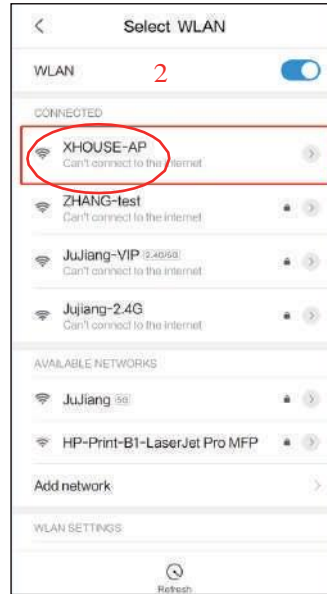 Select WLAN
WLAN
2
CONNECTED
XHOUSE-AP
Can't connect to the internet
ZHANG-test
Can't connect to the internet
JuJiang-VIP 2.4G/5G
Can't connect to the internet
Jujiang-2.4G
Can't connect to the internet
AVAILABLE NETWORKS
JuJiang 5G
HP-Print-B1-LaserJet Pro MFP
Add network
WLAN SETTINGS
Refresh